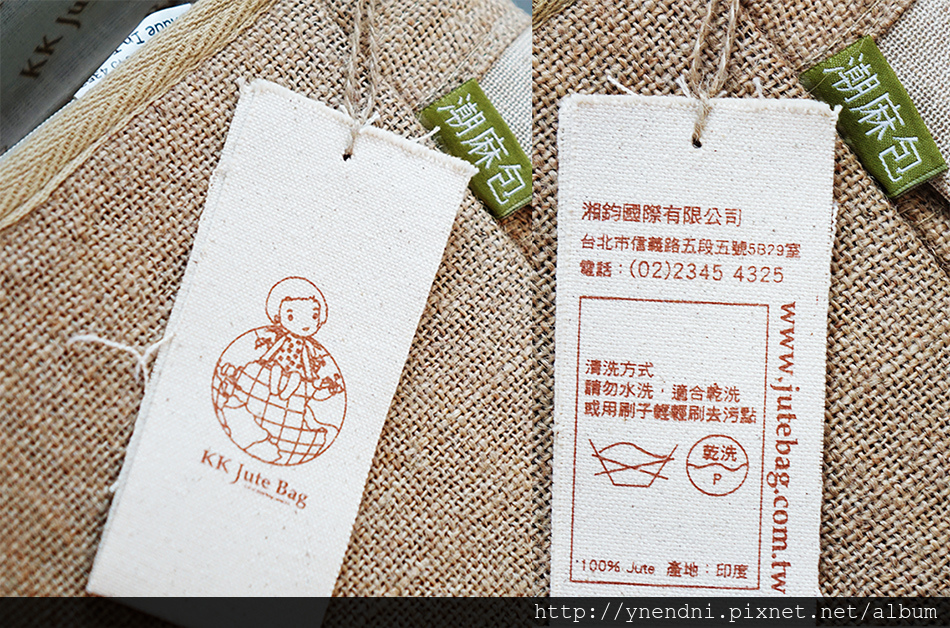 KK
Made In T
潮麻包
KK Jute Bag
潮麻包
湘鈞國際有限公司
台北市信義路五段五號5B29室
電話：(02)2345 4325
清洗方式
請勿水洗，適合乾洗
或用刷子輕輕刷去污點
乾洗
P
100% Jute 產地：印度
www.jutebag.com.tw
http://ynendni.pixnet.net/album